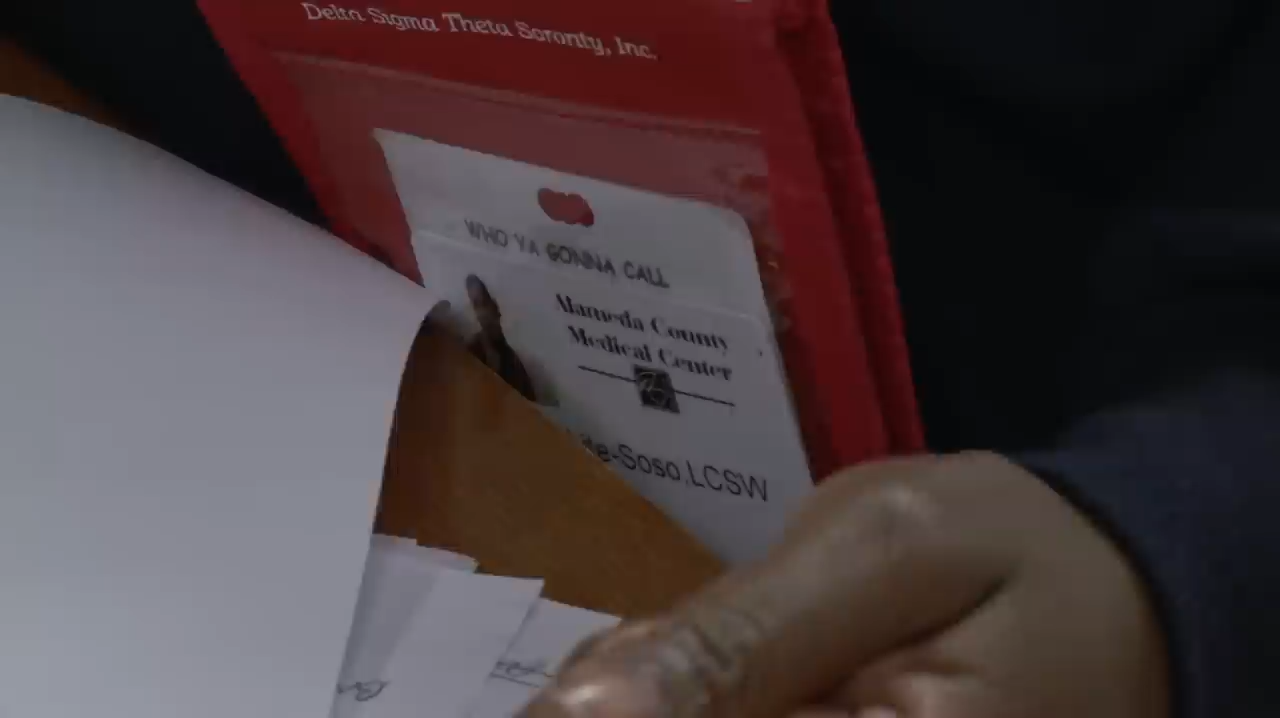 Delta Sigma Theta Sorority, Inc.
WHO YA GONNA CALL
Alameda County
Medical Center
-Soso,LCSW